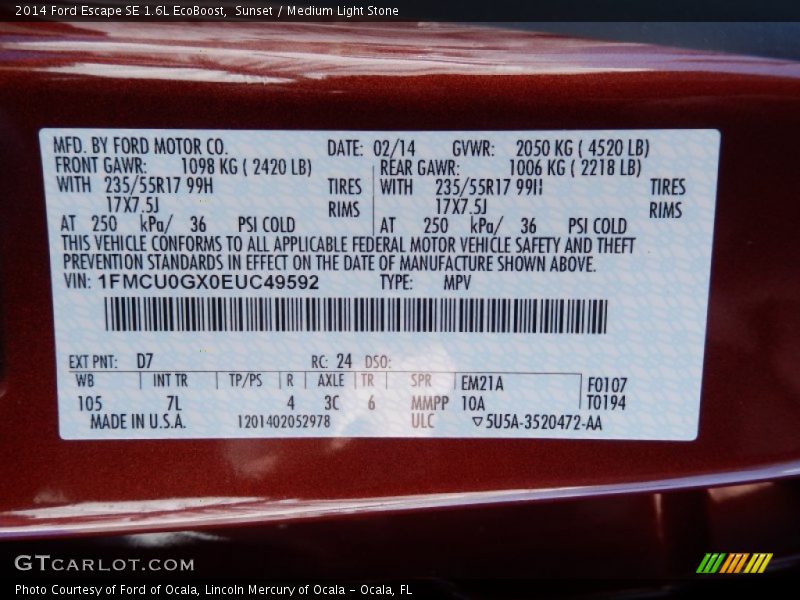 2014 Ford Escape SE 1.6L EcoBoost, Sunset / Medium Light Stone
MFD. BY FORD MOTOR CO. DATE: 02/14 GVWR: 2050 KG ( 4520 LB)
FRONT GAWR: 1098 KG ( 2420 LB) REAR GAWR: 1006 KG ( 2218 LB)
WITH 235/55R17 99H TIRES WITH 235/55R17 99H TIRES
17X7.5J RIMS 17X7.5J RIMS
AT 250 kPa/ 36 PSI COLD AT 250 kPa/ 36 PSI COLD
THIS VEHICLE CONFORMS TO ALL APPLICABLE FEDERAL MOTOR VEHICLE SAFETY AND THEFT
PREVENTION STANDARDS IN EFFECT ON THE DATE OF MANUFACTURE SHOWN ABOVE.
VIN: 1FMCU0GX0EUC49592 TYPE: MPV
EXT PNT: D7 RC: 24 DSO:
WB INT TR TP/PS R AXLE TR SPR EM21A F0107
105 7L 4 3C 6 MMPP 10A T0194
MADE IN U.S.A. 1201402052978 ULC ▽5U5A-3520472-AA
GTCARLOT.COM
Photo Courtesy of Ford of Ocala, Lincoln Mercury of Ocala - Ocala, FL